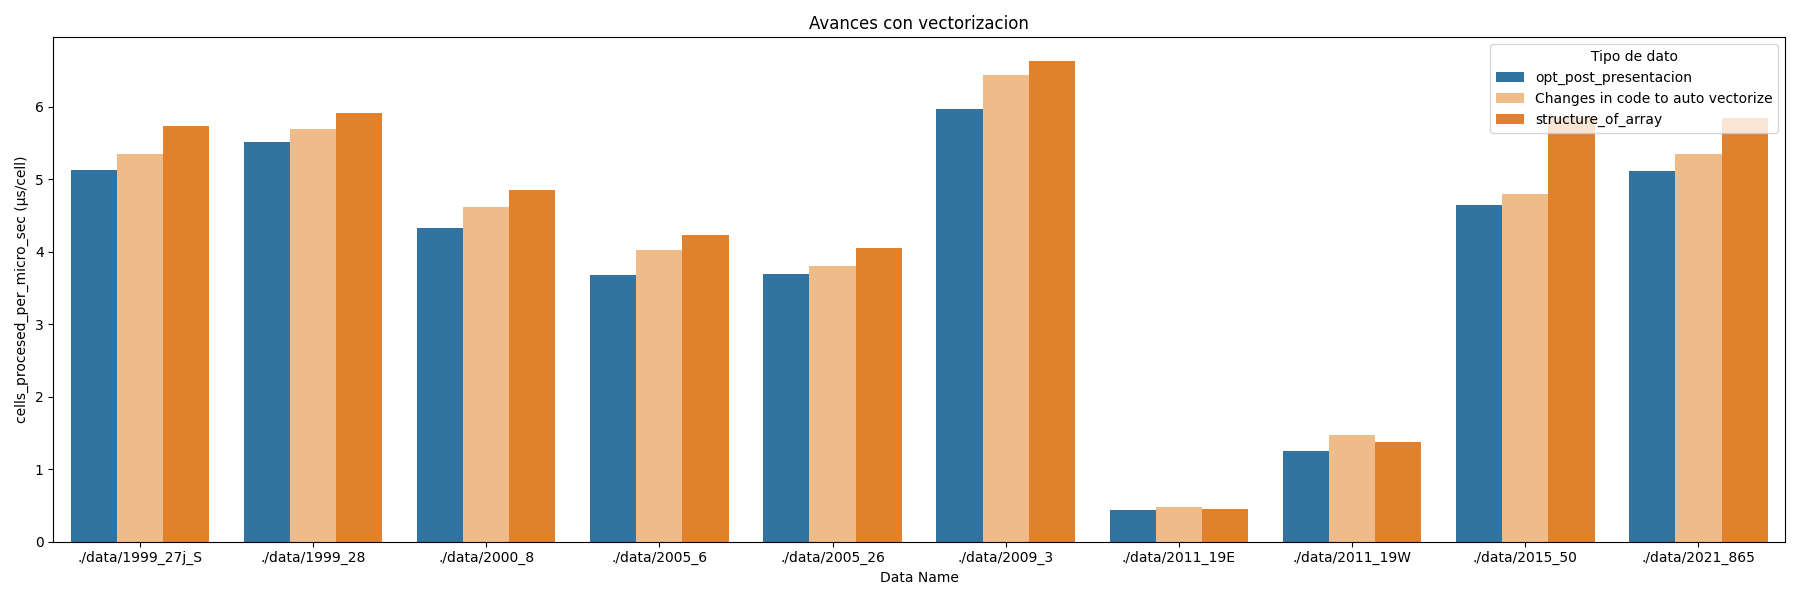 Avances con vectorizacion
Tipo de dato
opt_post_presentacion
Changes in code to auto vectorize
structure_of_array
cells_procesed_per_micro_sec (µs/cell)
6
5
4
3
2
1
0
./data/1999_27j_S
./data/1999_28
./data/2000_8
./data/2005_6
./data/2005_26
./data/2009_3
./data/2011_19E
./data/2011_19W
./data/2015_50
./data/2021_865
Data Name